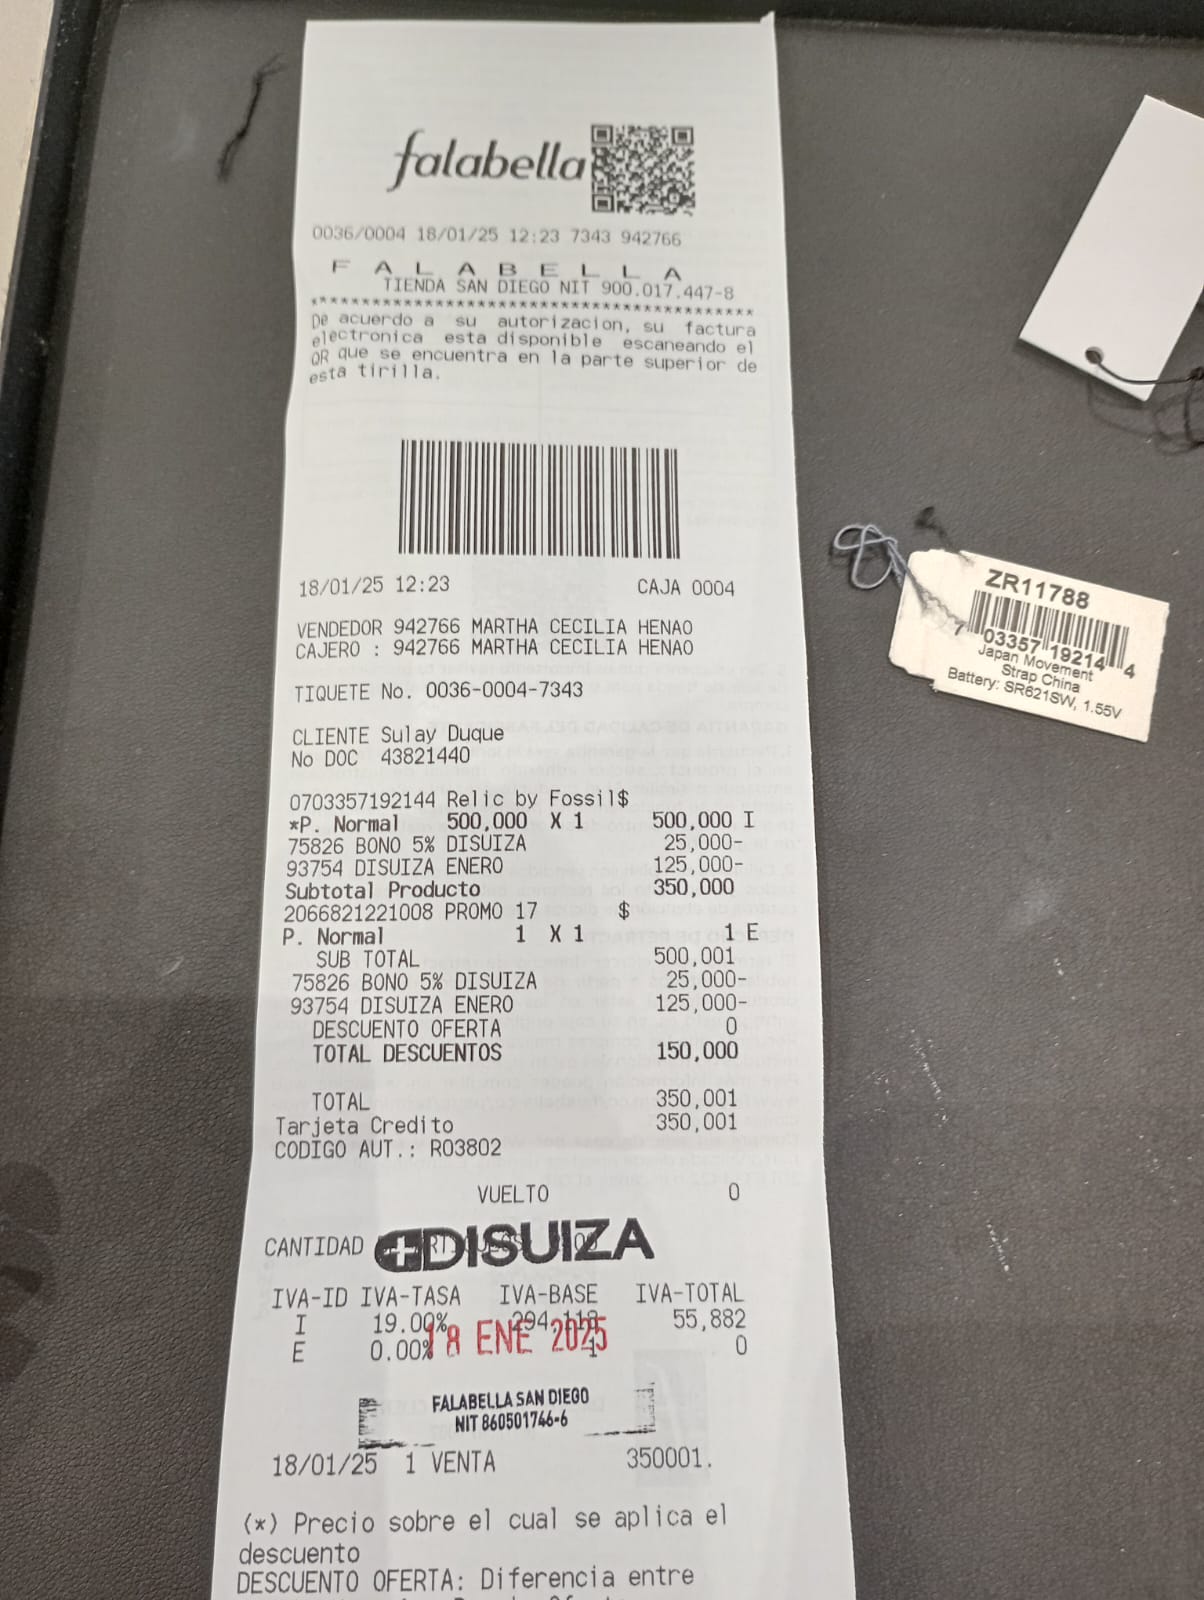 falabella
0036/0004 18/01/25 12:23 7343 942766
F A L A B E L L A
TIENDA SAN DIEGO NIT 900.017.447-8
******************************************
De acuerdo a su autorizacion, su factura
electronica esta disponible escaneando el
QR que se encuentra en la parte superior de
esta tirilla.
18/01/25 12:23 CAJA 0004
VENDEDOR 942766 MARTHA CECILIA HENAO
CAJERO : 942766 MARTHA CECILIA HENAO
TIQUETE No. 0036-0004-7343
CLIENTE Sulay Duque
No DOC 43821440
0703357192144 Relic by Fossil$
*P. Normal 500,000 X 1 500,000 I
75826 BONO 5% DISUIZA 25,000-
93754 DISUIZA ENERO 125,000-
Subtotal Producto 350,000
2066821221008 PROMO 17 $
P. Normal 1 X 1 1 E
SUB TOTAL 500,001
75826 BONO 5% DISUIZA 25,000-
93754 DISUIZA ENERO 125,000-
DESCUENTO OFERTA 0
TOTAL DESCUENTOS 150,000
TOTAL 350,001
Tarjeta Credito 350,001
CODIGO AUT.: R03802
VUELTO 0
CANTIDAD
DISUIZA
IVA-ID IVA-TASA IVA-BASE IVA-TOTAL
I 19.00% 294,118 55,882
E 0.00% 1 0
18 ENE 2025
FALABELLA SAN DIEGO
NIT 860501746-6
18/01/25 1 VENTA 350001.
(*) Precio sobre el cual se aplica el
descuento
DESCUENTO OFERTA: Diferencia entre
ZR11788
7 03357 19214 4
Japan Movement
Strap China
Battery: SR621SW, 1.55V